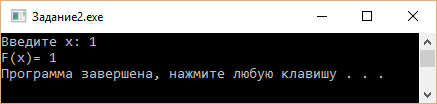 Задание2.exe
Введите x: 1
F(x)= 1
Программа завершена, нажмите любую клавишу . . .